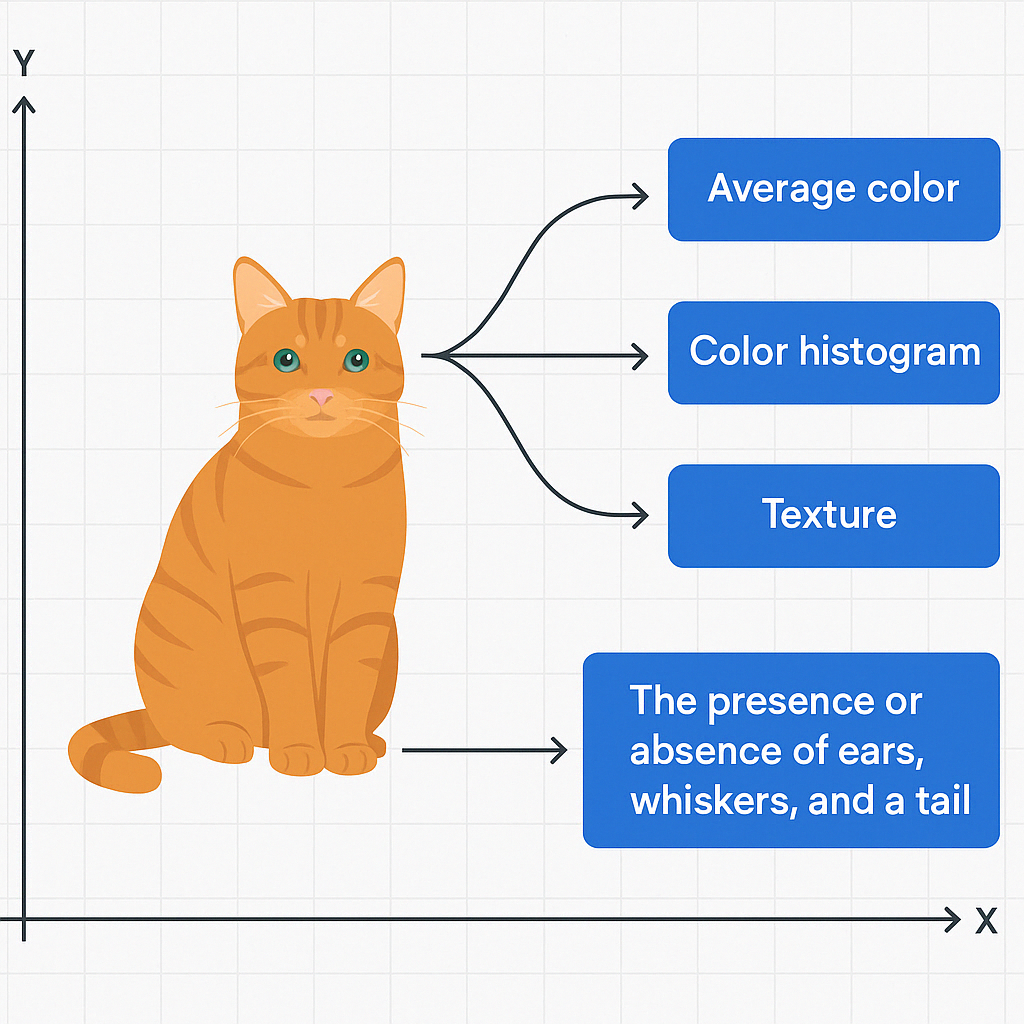 Y
Average color
Color histogram
Texture
The presence or
absence of ears,
whiskers, and a tail
X